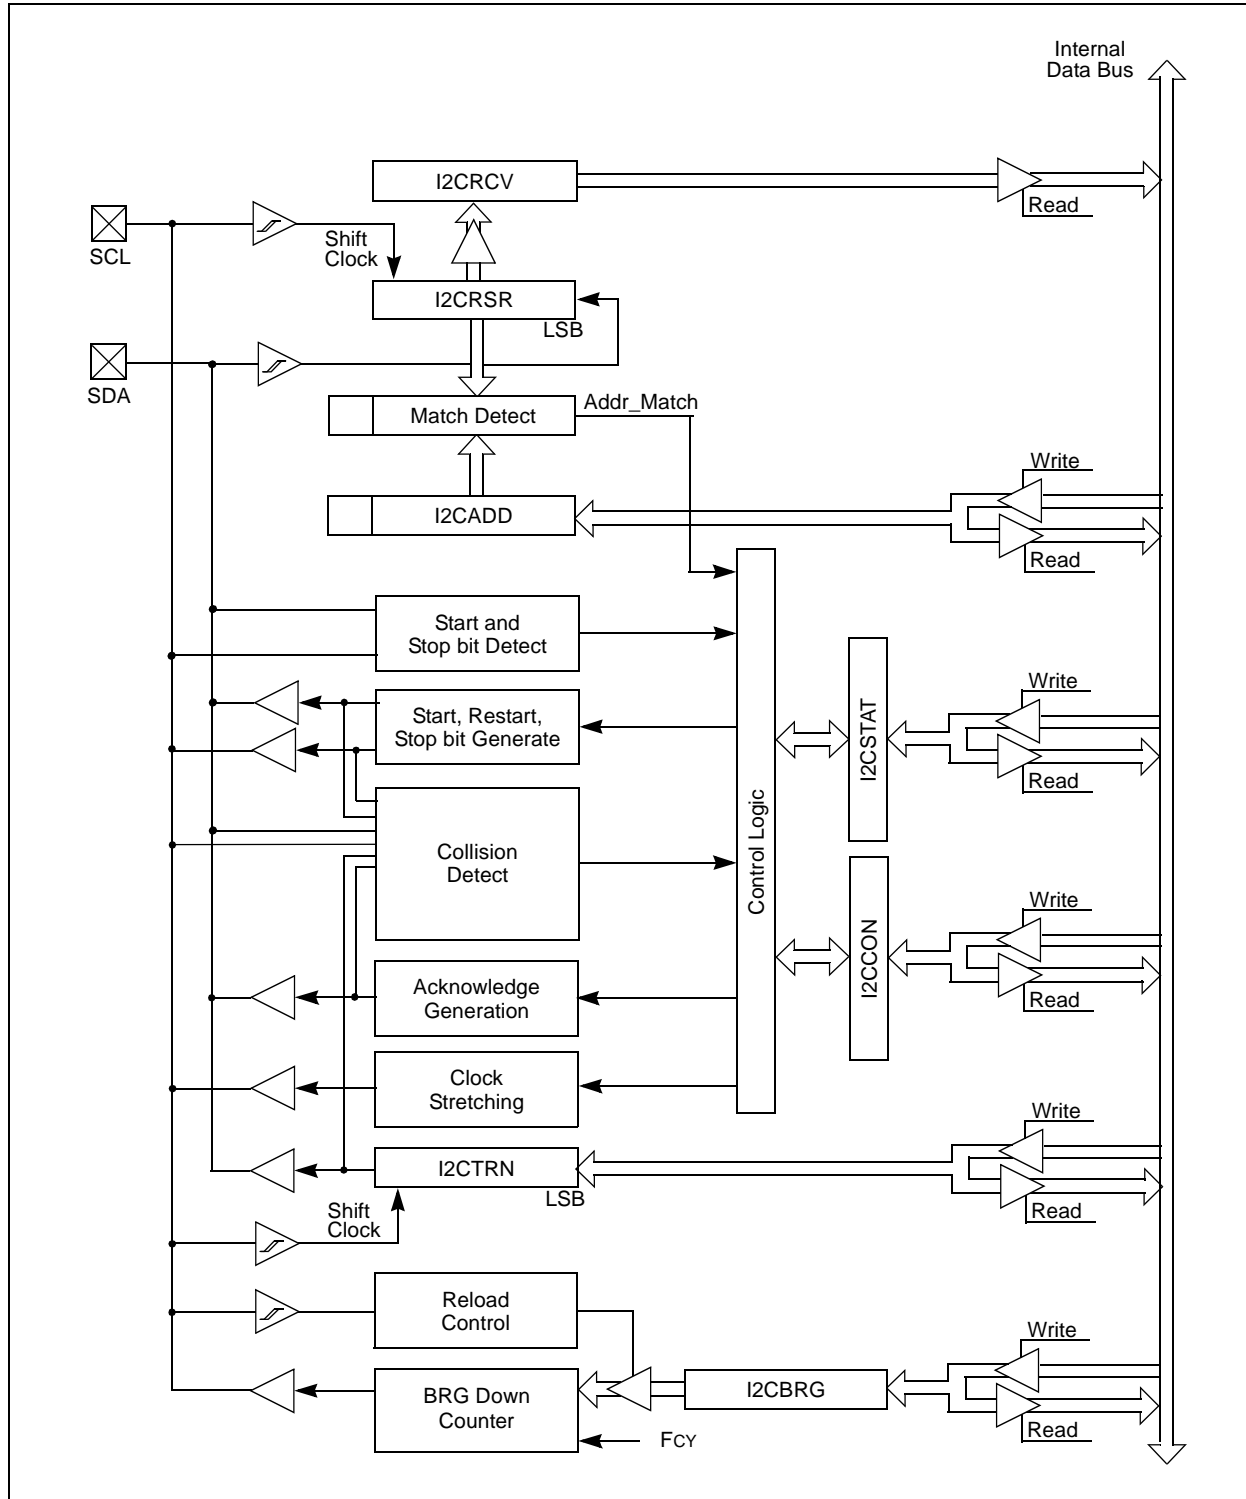 Internal
Data Bus
I2CRCV
Read
SCL
Shift
Clock
I2CRSR
LSB
SDA
Match Detect
Addr_Match
Write
I2CADD
Read
Start and
Stop bit Detect
Write
Start, Restart,
Stop bit Generate
I2CSTAT
Read
Control Logic
Collision
Detect
Write
I2CCON
Read
Acknowledge
Generation
Clock
Stretching
Write
I2CTRN
LSB
Read
Shift
Clock
Reload
Control
Write
I2CBRG
BRG Down
Counter
Read
FCY